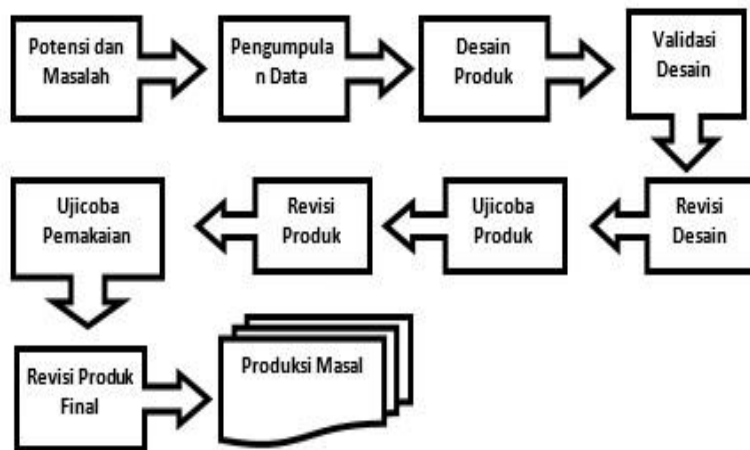 Potensi dan
Masalah
Pengumpula
n Data
Desain
Produk
Validasi
Desain
Revisi
Desain
Ujicoba
Produk
Revisi
Produk
Ujicoba
Pemakaian
Revisi Produk
Final
Produksi Masal